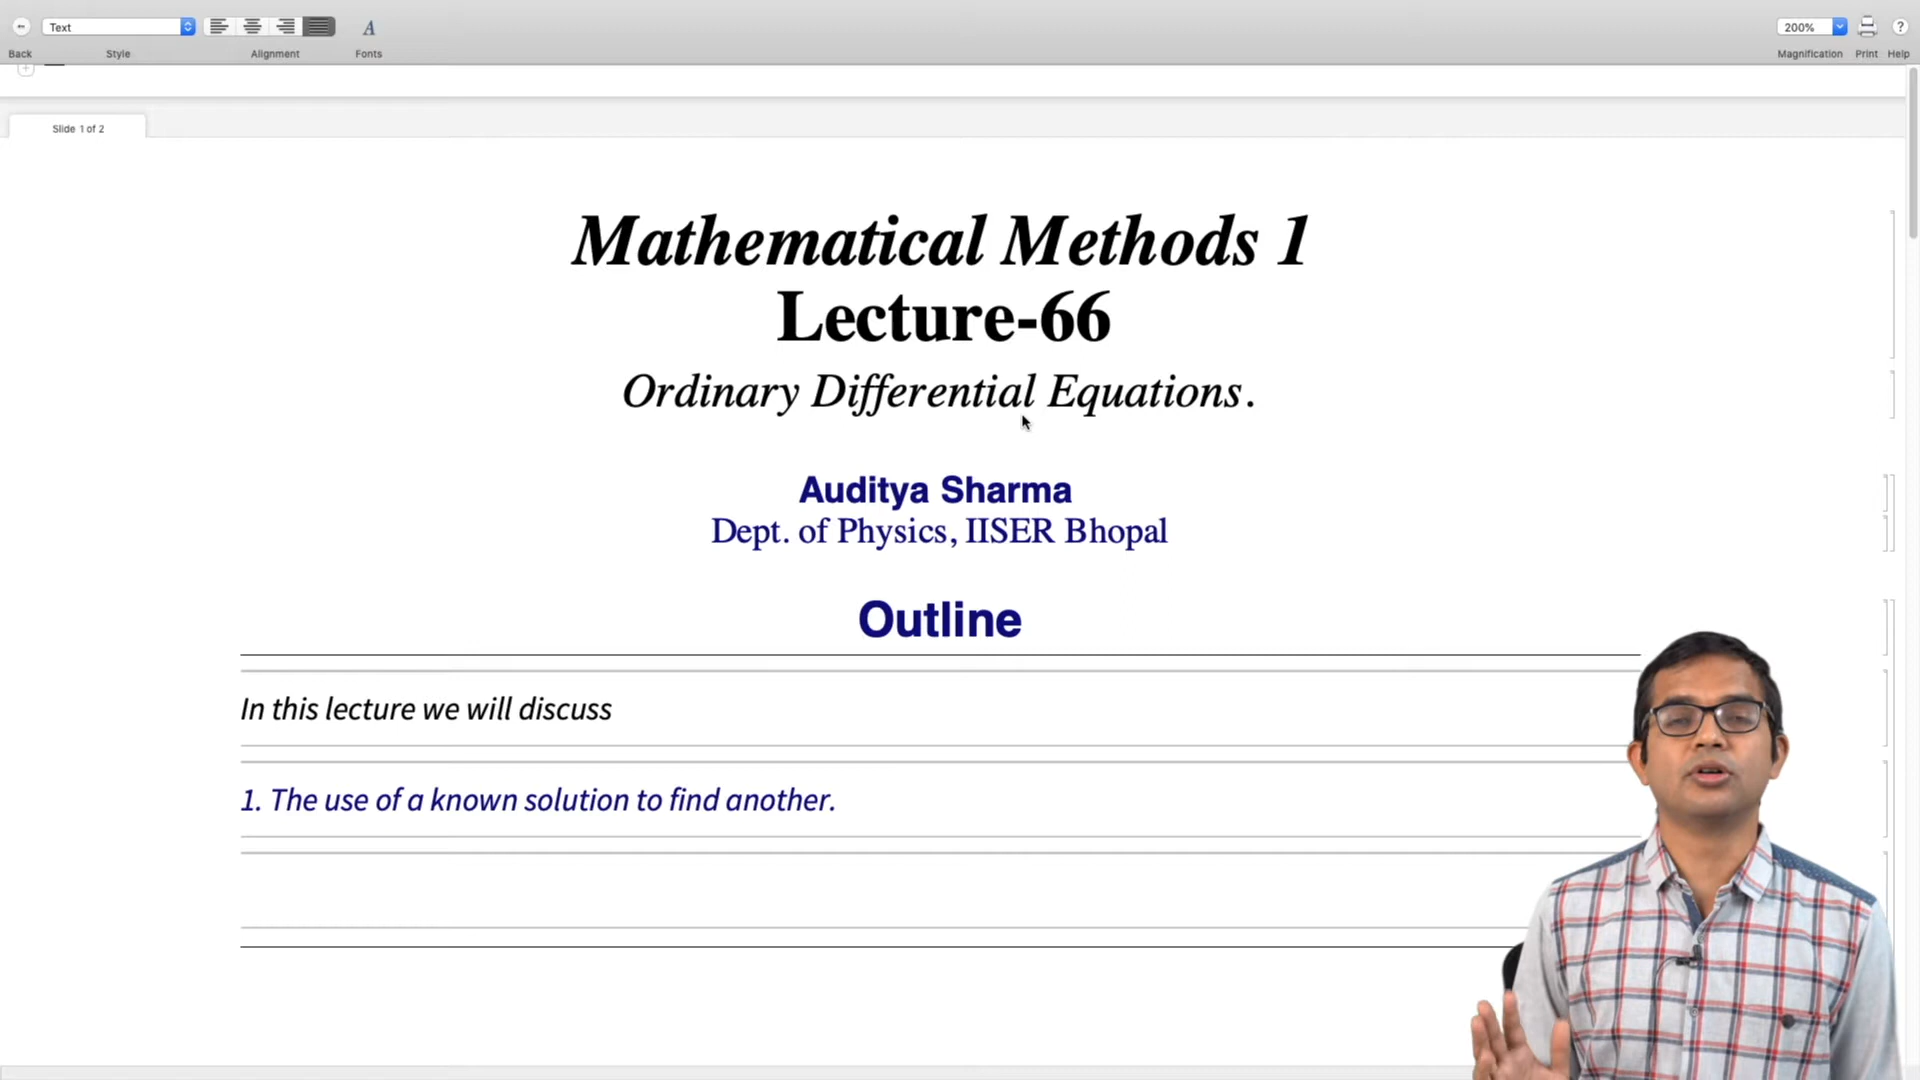 Text
200%
Back
Style
Alignment
Fonts
Magnification
Print
Help
Slide 1 of 2
Mathematical Methods 1
Lecture-66
Ordinary Differential Equations.
Auditya Sharma
Dept. of Physics, IISER Bhopal
Outline
In this lecture we will discuss
1. The use of a known solution to find another.